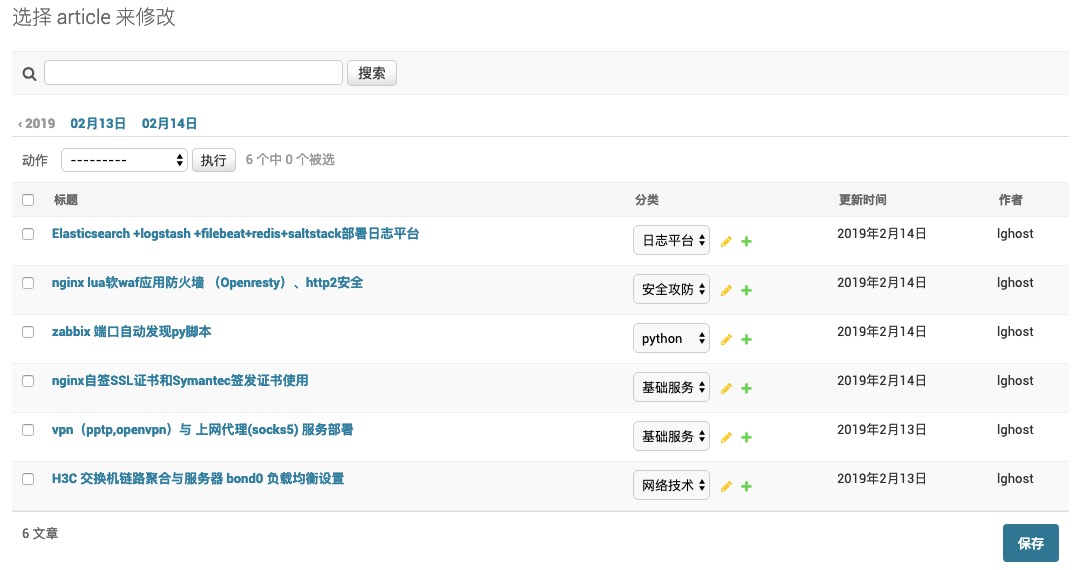 选择 article 来修改
搜索
‹ 2019 02月13日 02月14日
动作 --------- 执行 6 个中 0 个被选
标题 分类 更新时间 作者
Elasticsearch +logstash +filebeat+redis+saltstack部署日志平台 日志平台 2019年2月14日 lghost
nginx lua软waf应用防火墙 （Openresty）、http2安全 安全攻防 2019年2月14日 lghost
zabbix 端口自动发现py脚本 python 2019年2月14日 lghost
nginx自签SSL证书和Symantec签发证书使用 基础服务 2019年2月14日 lghost
vpn（pptp,openvpn）与 上网代理(socks5) 服务部署 基础服务 2019年2月13日 lghost
H3C 交换机链路聚合与服务器 bond0 负载均衡设置 网络技术 2019年2月13日 lghost
6 文章
保存